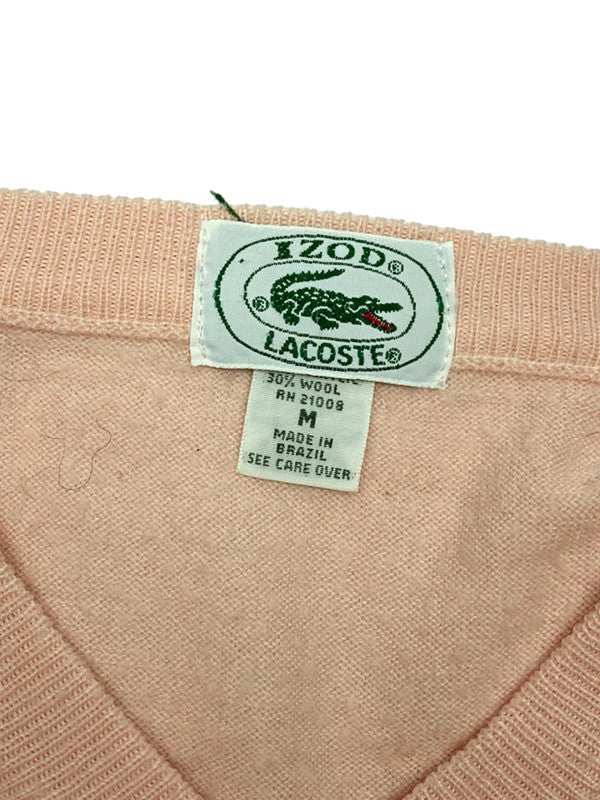 IZOD®
®
LACOSTE®
30% WOOL
RN 21008
M
MADE IN
BRAZIL
SEE CARE OVER